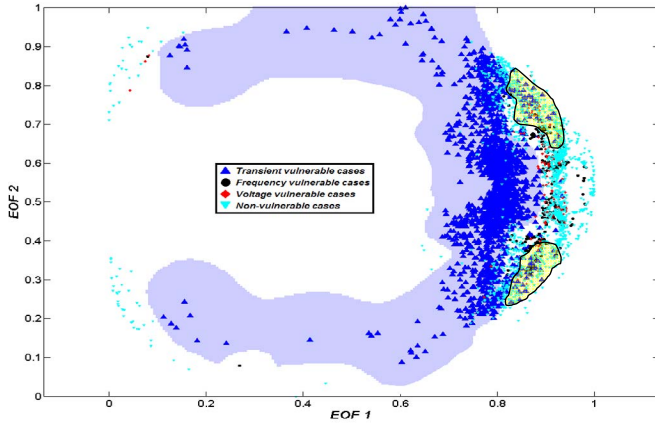 1
0.9
0.8
0.7
0.6
0.5
0.4
0.3
0.2
0.1
0
EOF 2
Transient vulnerable cases
Frequency vulnerable cases
Voltage vulnerable cases
Non-vulnerable cases
0 0.2 0.4 0.6 0.8 1
EOF 1